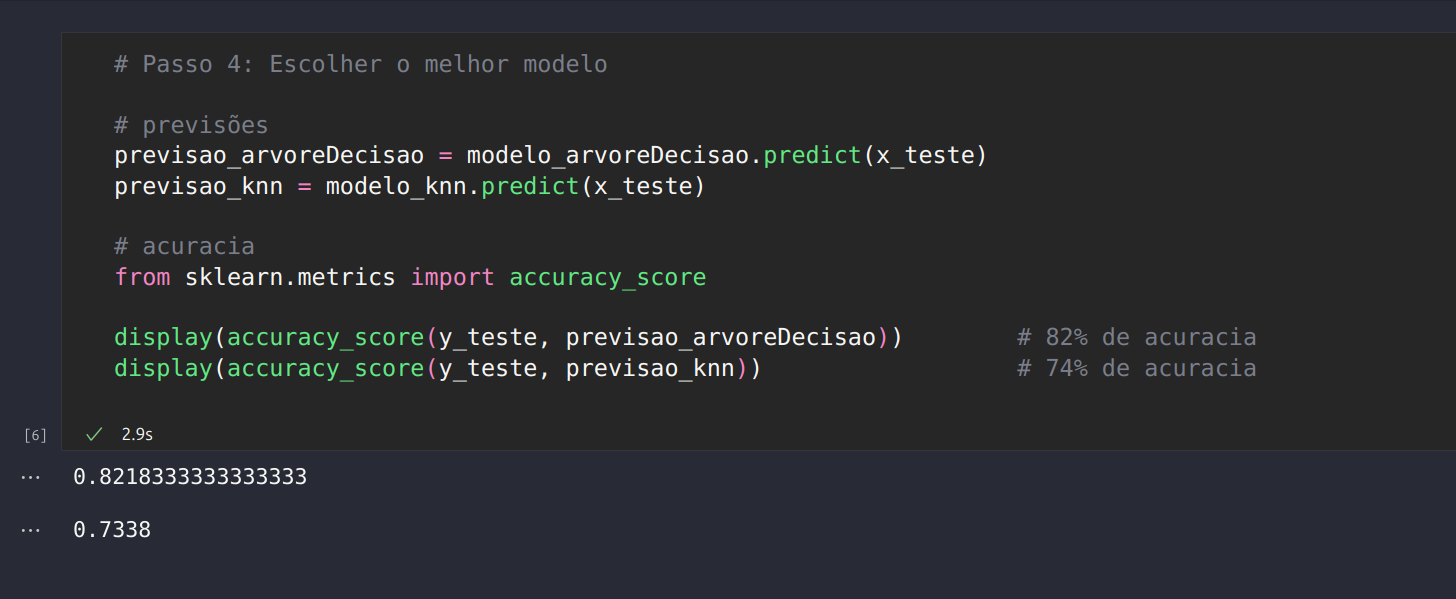 # Passo 4: Escolher o melhor modelo
# previsões
previsao_arvoreDecisao = modelo_arvoreDecisao.predict(x_teste)
previsao_knn = modelo_knn.predict(x_teste)
# acuracia
from sklearn.metrics import accuracy_score
display(accuracy_score(y_teste, previsao_arvoreDecisao)) # 82% de acuracia
display(accuracy_score(y_teste, previsao_knn)) # 74% de acuracia
[6] ✓ 2.9s
... 0.8218333333333333
... 0.7338